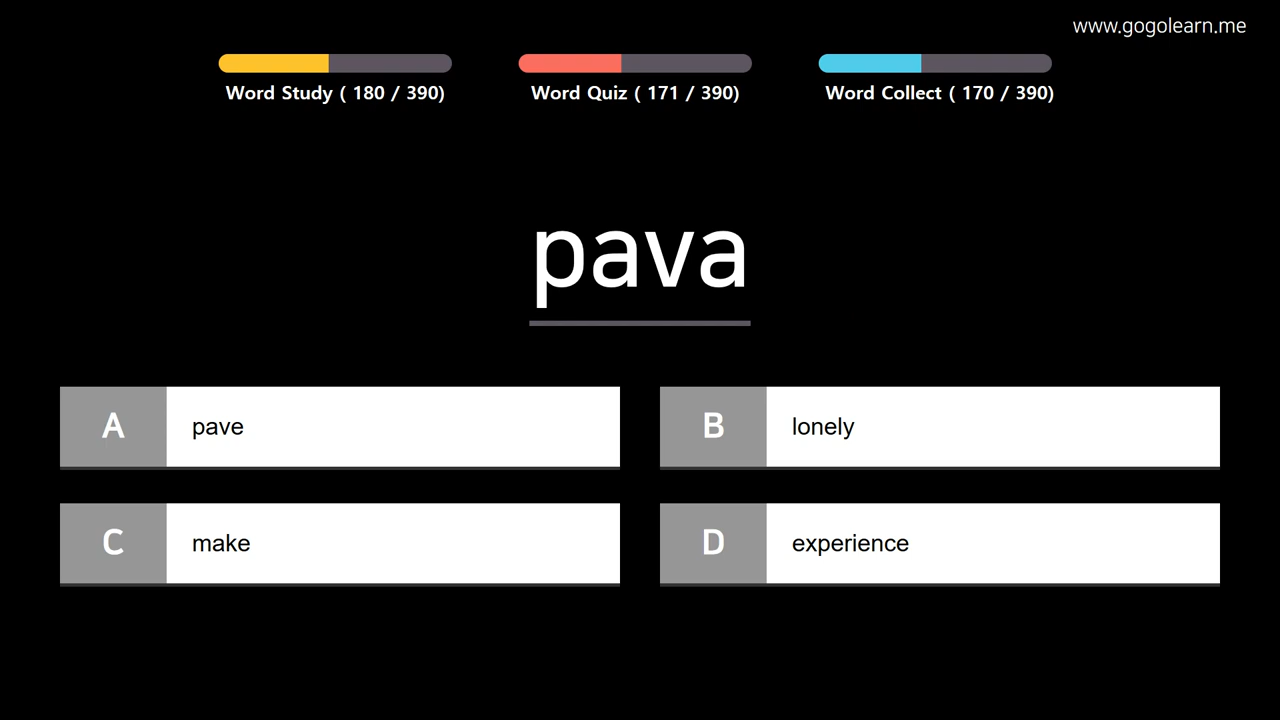 www.gogolearn.me
Word Study ( 180 / 390)
Word Quiz ( 171 / 390)
Word Collect ( 170 / 390)
pava
A pave
B lonely
C make
D experience